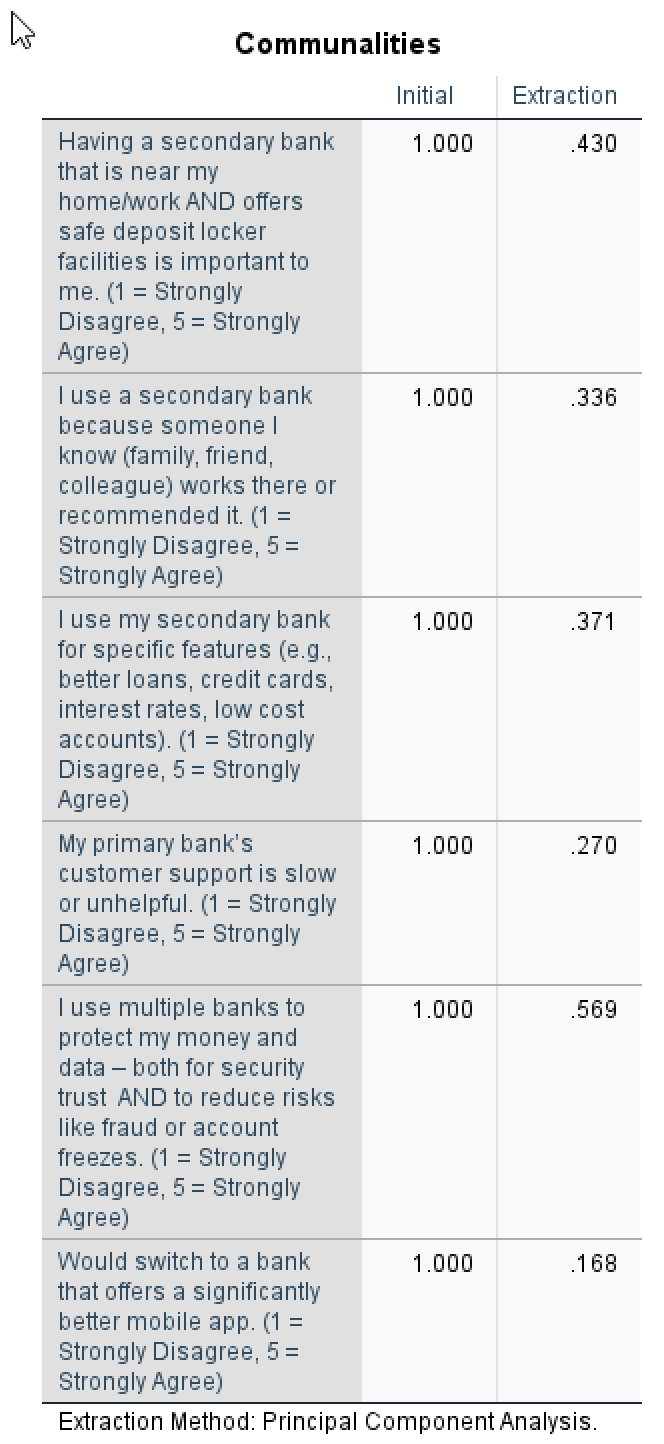 Communalities
Initial Extraction
Having a secondary bank 1.000 .430
that is near my
home/work AND offers
safe deposit locker
facilities is important to
me. (1 = Strongly
Disagree, 5 = Strongly
Agree)
I use a secondary bank 1.000 .336
because someone I
know (family, friend,
colleague) works there or
recommended it. (1 =
Strongly Disagree, 5 =
Strongly Agree)
I use my secondary bank 1.000 .371
for specific features (e.g.,
better loans, credit cards,
interest rates, low cost
accounts). (1 = Strongly
Disagree, 5 = Strongly
Agree)
My primary bank's 1.000 .270
customer support is slow
or unhelpful. (1 = Strongly
Disagree, 5 = Strongly
Agree)
I use multiple banks to 1.000 .569
protect my money and
data – both for security
trust  AND to reduce risks
like fraud or account
freezes. (1 = Strongly
Disagree, 5 = Strongly
Agree)
Would switch to a bank 1.000 .168
that offers a significantly
better mobile app. (1 =
Strongly Disagree, 5 =
Strongly Agree)
Extraction Method: Principal Component Analysis.